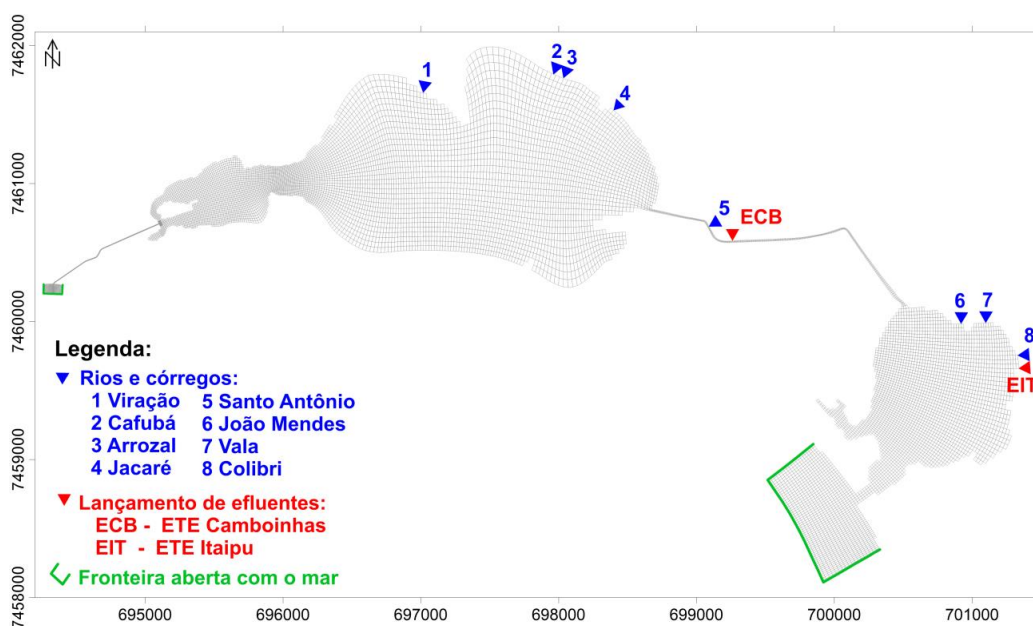 7462000
7461000
7460000
7459000
7458000
N
1
2
3
4
5
ECB
6
7
8
EIT
Legenda:
Rios e córregos:
1 Viração 5 Santo Antônio
2 Cafubá 6 João Mendes
3 Arrozal 7 Vala
4 Jacaré 8 Colibri
Lançamento de efluentes:
ECB - ETE Camboinhas
EIT - ETE Itaipu
Fronteira aberta com o mar
695000 696000 697000 698000 699000 700000 701000